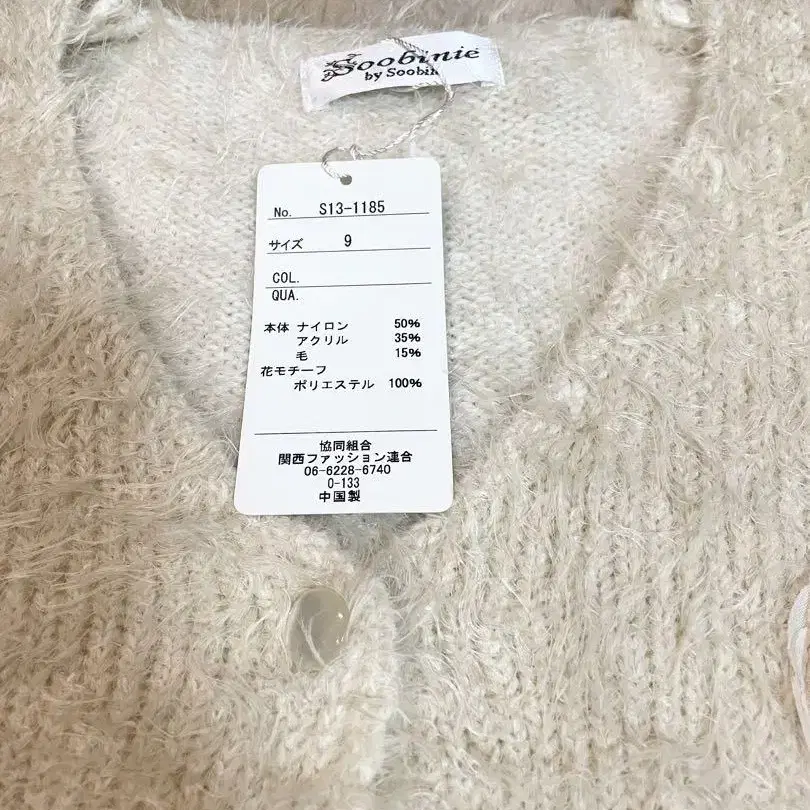 Soobinie
by Soobin
No. S13-1185
サイズ 9
COL.
QUA.
本体 ナイロン 50%
アクリル 35%
毛 15%
花モチーフ
ポリエステル 100%
協同組合
関西ファッション連合
06-6228-6740
0-133
中国製